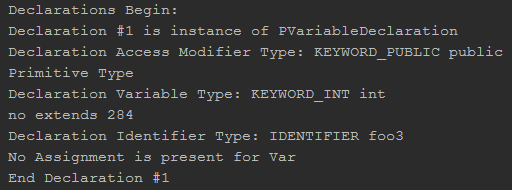 Declarations Begin:
Declaration #1 is instance of PVariableDeclaration
Declaration Access Modifier Type: KEYWORD_PUBLIC public
Primitive Type
Declaration Variable Type: KEYWORD_INT int
no extends 284
Declaration Identifier Type: IDENTIFIER foo3
No Assignment is present for Var
End Declaration #1